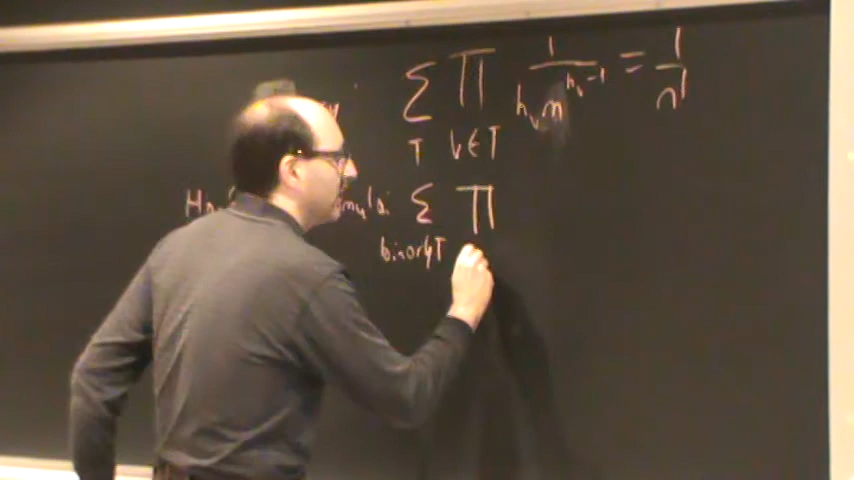 ∑ ∏ 1/(h_v n^{h_v-1}) = 1/n!
T v∈T
∑ ∏
binary T